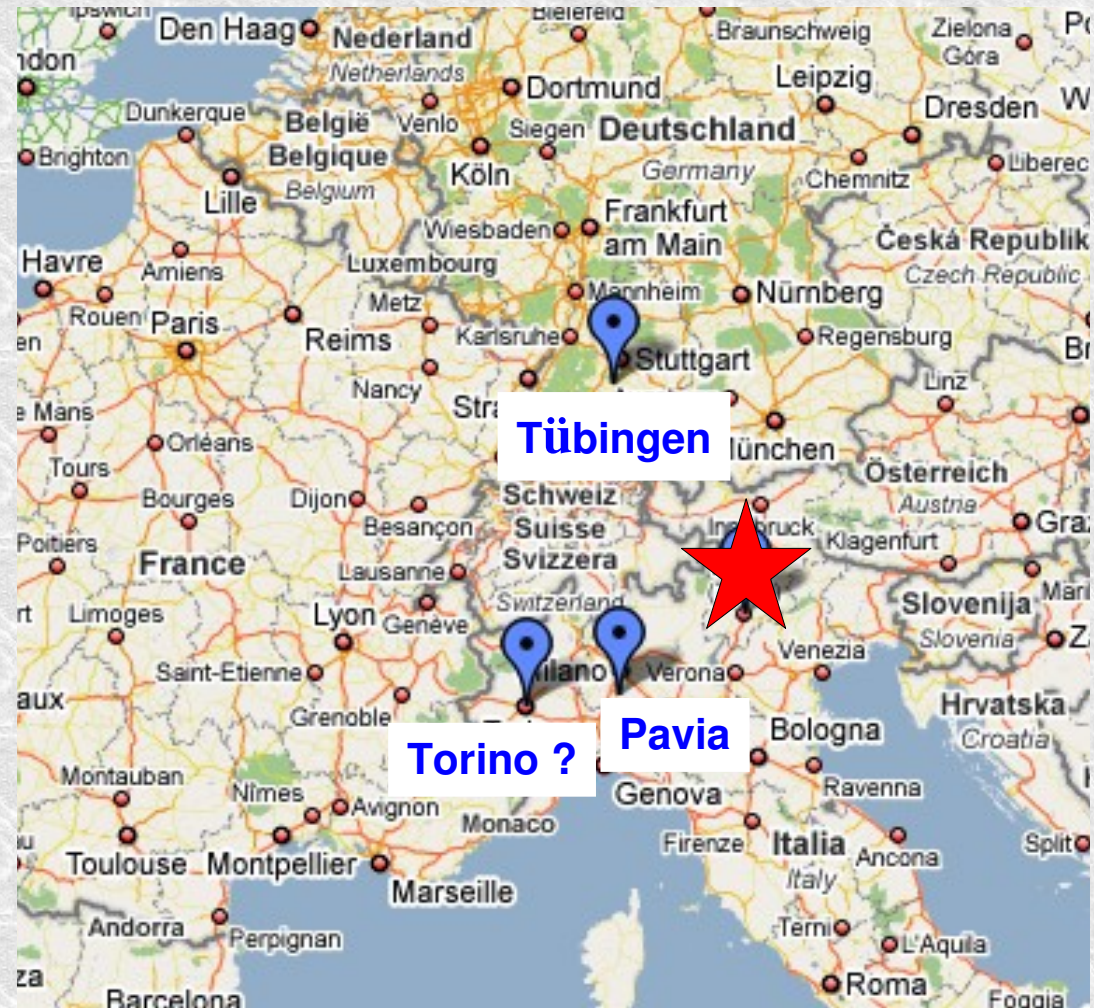 Den Haag
Nederland
Bielefeld
Braunschweig
Zielona
Góra
Netherlands
Dortmund
Leipzig
Dunkerque
België
Venlo
Siegen
Deutschland
Dresden
Brighton
Belgique
Köln
Germany
Chemnitz
Liberec
Lille
Belgium
Wiesbaden
Frankfurt
am Main
Česká Republik
Czech Republic
Havre
Amiens
Luxembourg
Metz
Mannheim
Nürnberg
Rouen
Paris
Reims
Karlsruhe
Stuttgart
Regensburg
Nancy
Linz
e Mans
Orléans
Tübingen
ünchen
Tours
Bourges
Dijon
Besançon
Schweiz
Suisse
Svizzera
Österreich
Austria
Poitiers
France
Lausanne
Klagenfurt
Limoges
Lyon
Genève
Switzerland
Slovenija
Slovenia
Saint-Etienne
Verona
Venezia
Grenoble
Torino ?
Pavia
Bologna
Hrvatska
Croatia
Montauban
Nîmes
Avignon
Monaco
Genova
Ravenna
Firenze
Italia
Italy
Ancona
Split
Toulouse
Montpellier
Marseille
Andorra
Perpignan
Terni
L'Aquila
Roma
Barcelona
Foggia